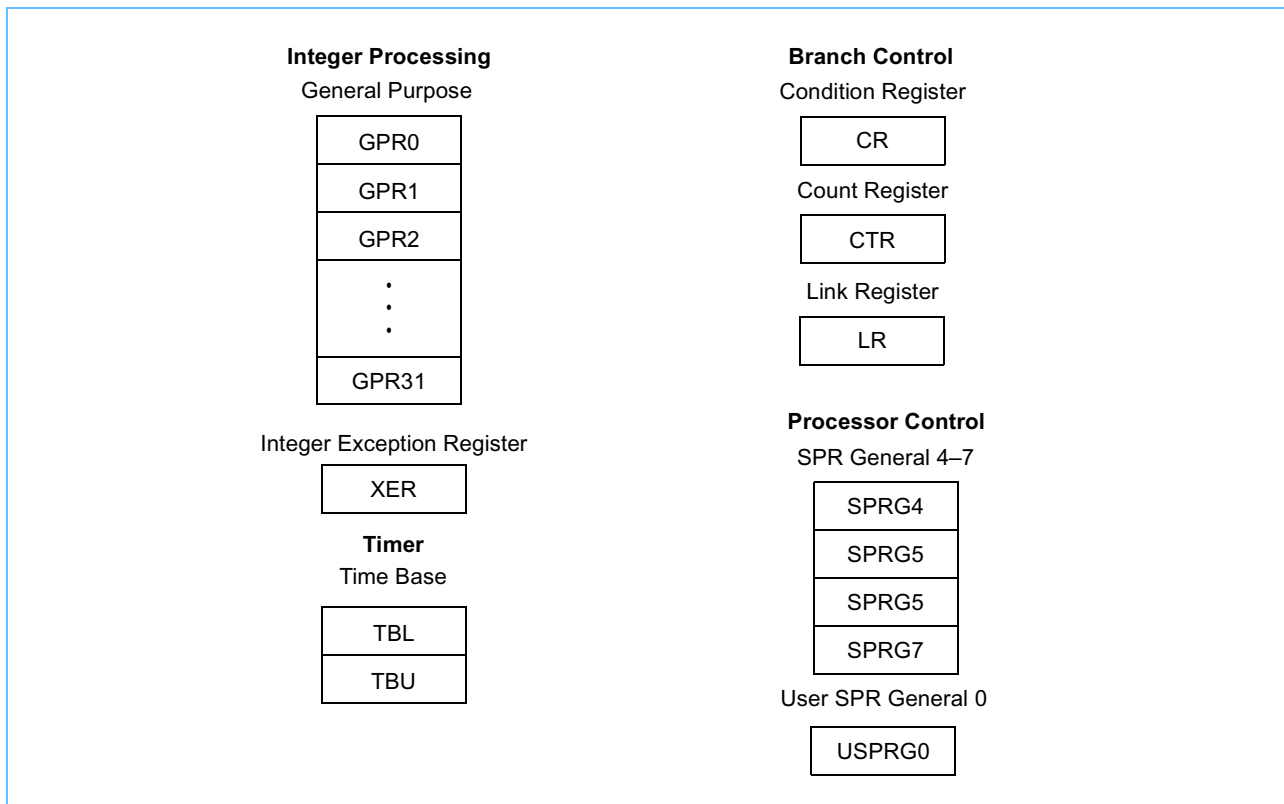 Integer Processing
General Purpose
GPR0
GPR1
GPR2
GPR31
Integer Exception Register
XER
Timer
Time Base
TBL
TBU
Branch Control
Condition Register
CR
Count Register
CTR
Link Register
LR
Processor Control
SPR General 4–7
SPRG4
SPRG5
SPRG5
SPRG7
User SPR General 0
USPRG0